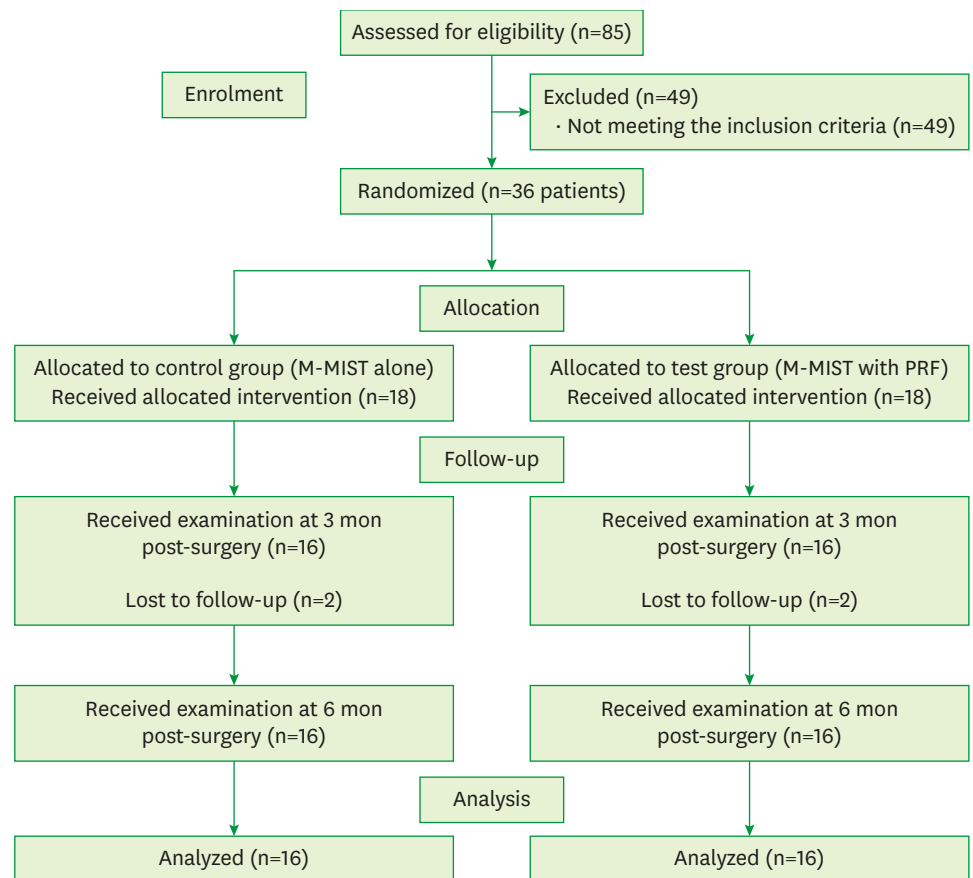 Assessed for eligibility (n=85)
Enrolment
Excluded (n=49)
· Not meeting the inclusion criteria (n=49)
Randomized (n=36 patients)
Allocation
Allocated to control group (M-MIST alone)
Received allocated intervention (n=18)
Allocated to test group (M-MIST with PRF)
Received allocated intervention (n=18)
Follow-up
Received examination at 3 mon
post-surgery (n=16)
Lost to follow-up (n=2)
Received examination at 3 mon
post-surgery (n=16)
Lost to follow-up (n=2)
Received examination at 6 mon
post-surgery (n=16)
Received examination at 6 mon
post-surgery (n=16)
Analysis
Analyzed (n=16)
Analyzed (n=16)